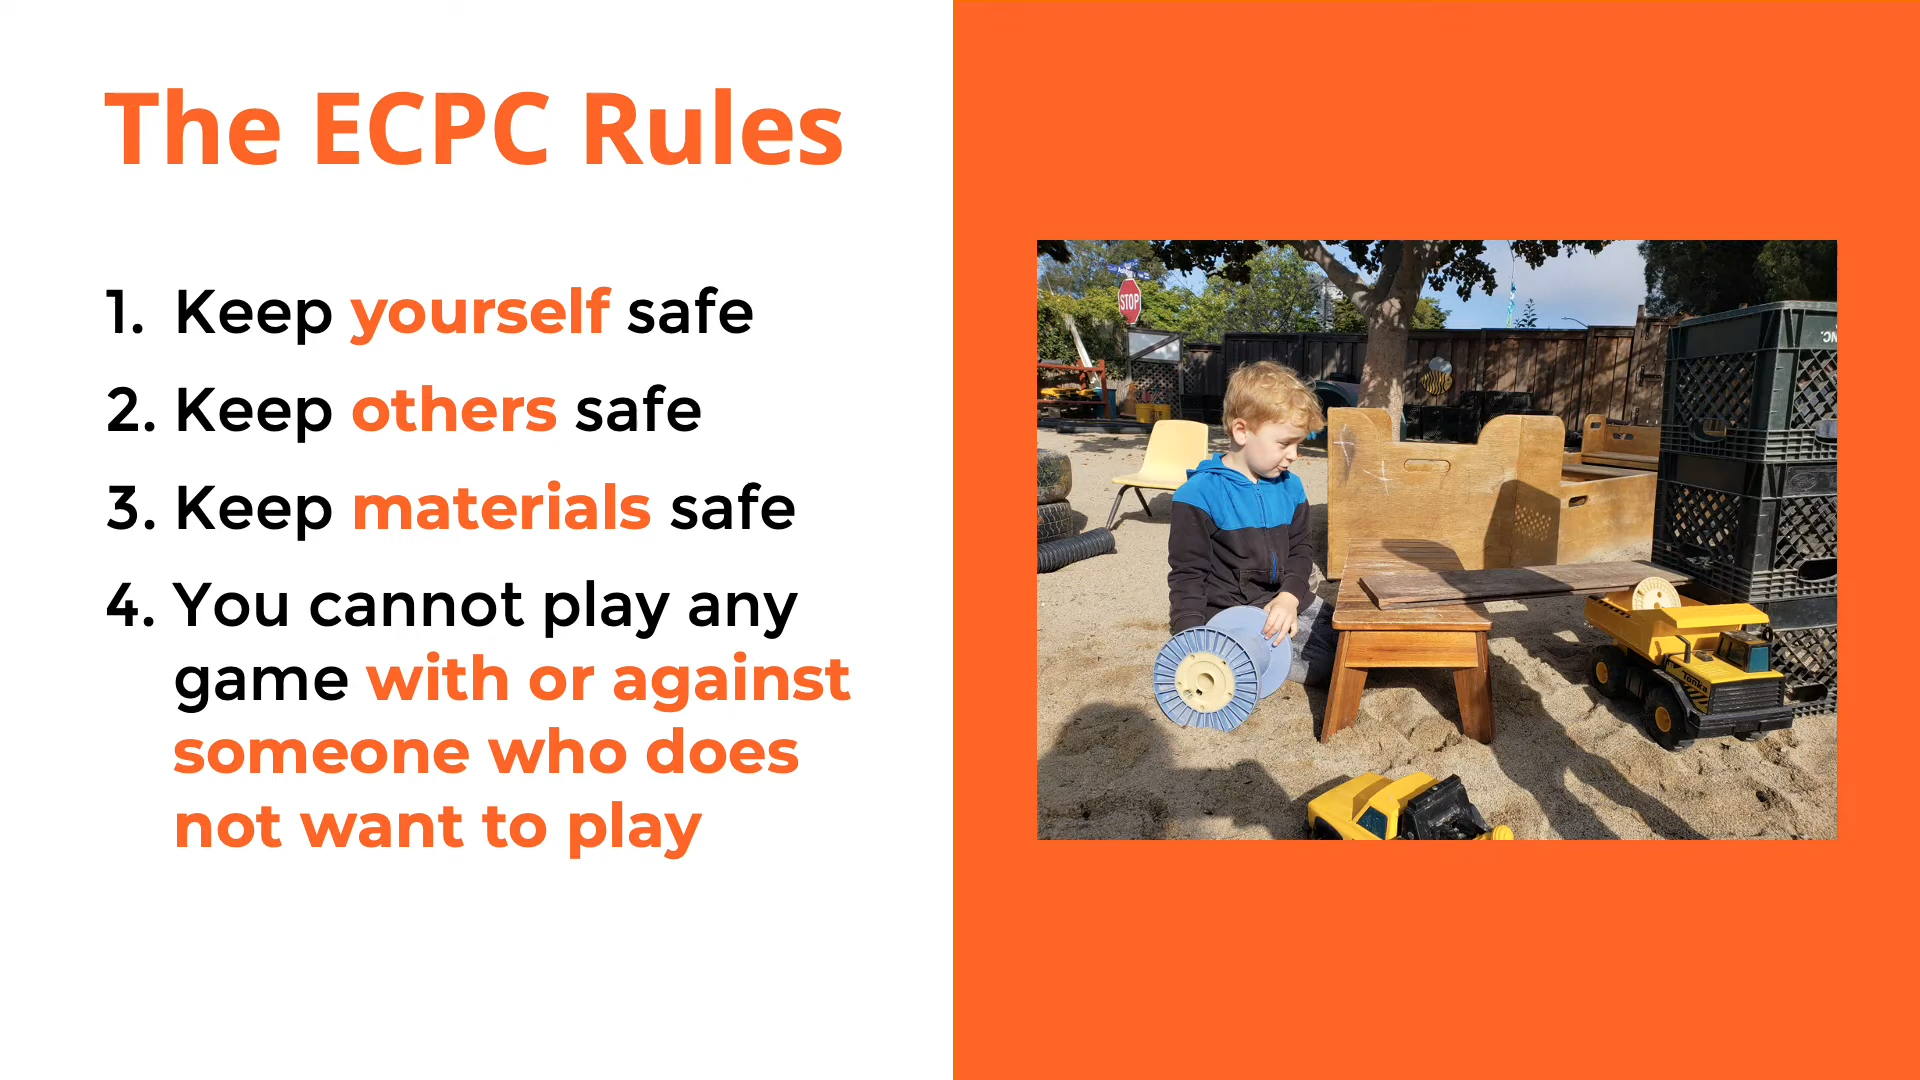 The ECPC Rules
1. Keep yourself safe
2. Keep others safe
3. Keep materials safe
4. You cannot play any
game with or against
someone who does
not want to play
STOP
Tonka